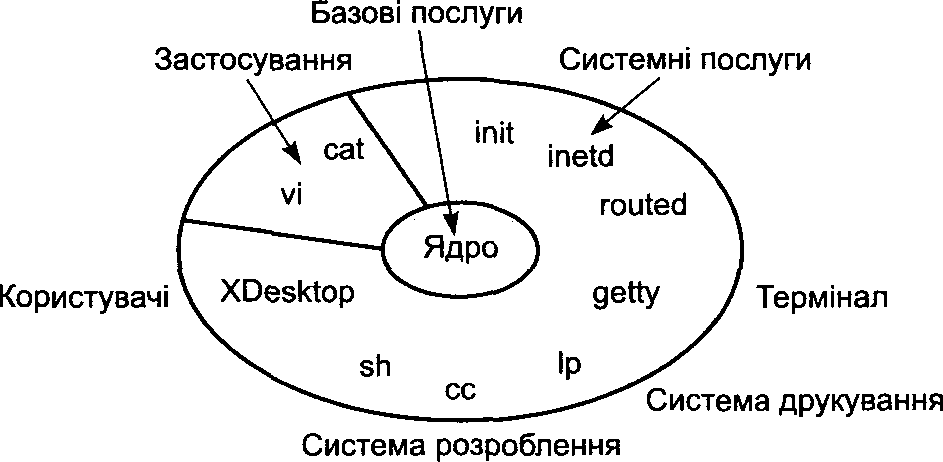 Базові послуги
Застосування
Системні послуги
init
cat
inetd
vi
routed
Ядро
Користувачі
XDesktop
getty
Термінал
sh
lp
cc
Система друкування
Система розроблення